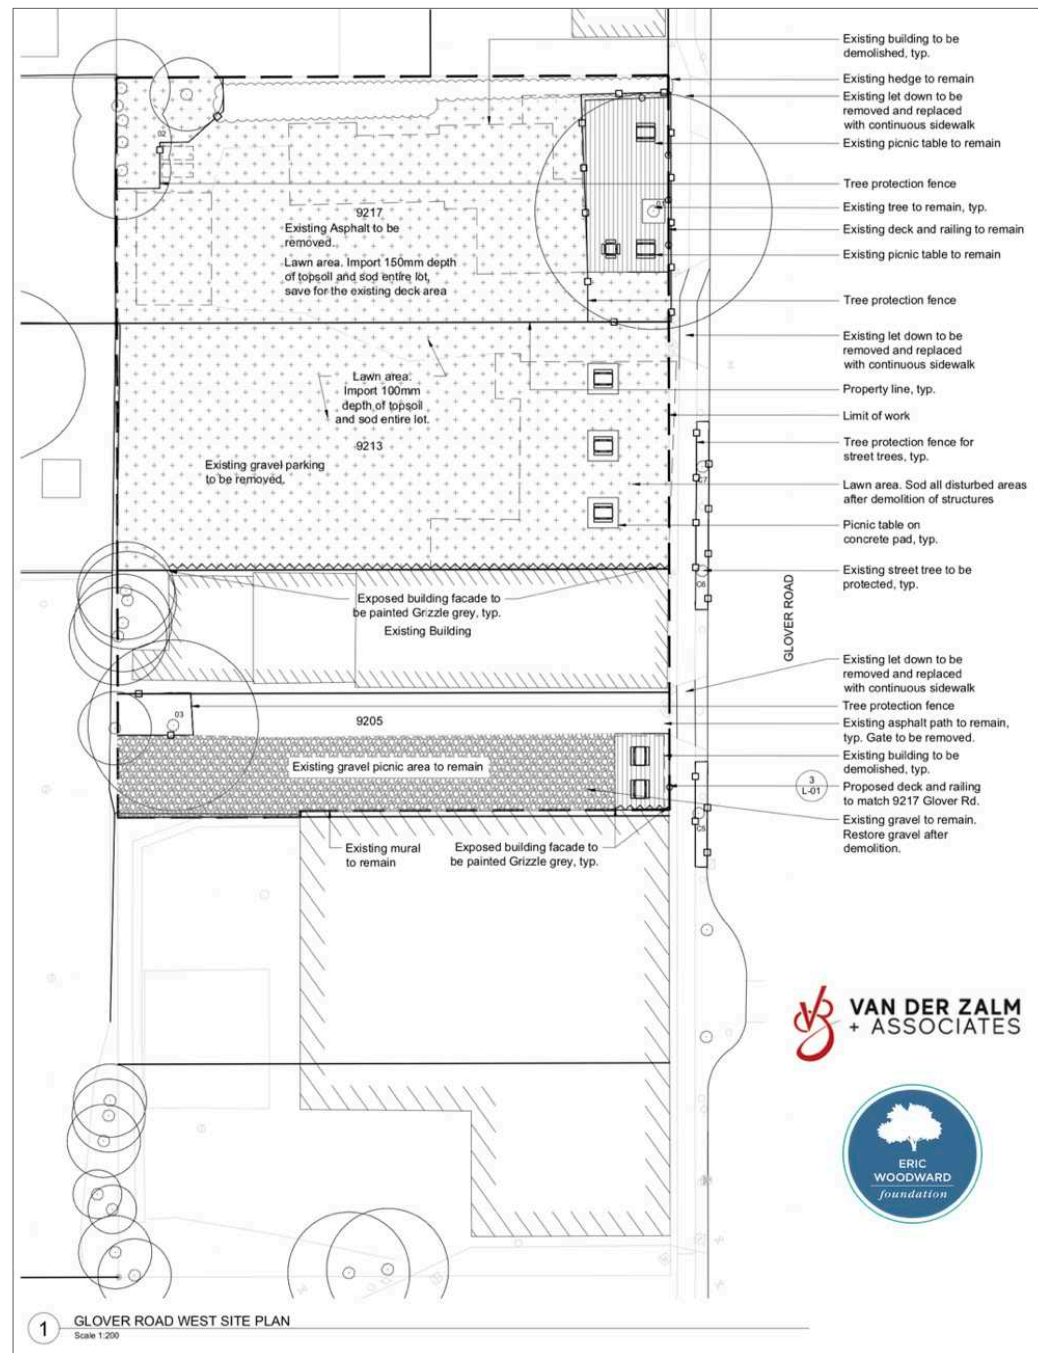 Existing building to be
demolished, typ.
Existing hedge to remain
Existing let down to be
removed and replaced
with continuous sidewalk
Existing picnic table to remain
Tree protection fence
Existing tree to remain, typ.
Existing deck and railing to remain
Existing picnic table to remain
Tree protection fence
Existing let down to be
removed and replaced
with continuous sidewalk
Property line, typ.
Limit of work
Tree protection fence for
street trees, typ.
Lawn area. Sod all disturbed areas
after demolition of structures
Picnic table on
concrete pad, typ.
Existing street tree to be
protected, typ.
Existing let down to be
removed and replaced
with continuous sidewalk
Tree protection fence
Existing asphalt path to remain,
typ. Gate to be removed.
Existing building to be
demolished, typ.
3
L-01
Proposed deck and railing
to match 9217 Glover Rd.
Existing gravel to remain.
Restore gravel after
demolition.
9217
Existing Asphalt to be
removed.
Lawn area. Import 150mm depth
of topsoil and sod entire lot,
save for the existing deck area
Lawn area.
Import 100mm
depth of topsoil
and sod entire lot.
9213
Existing gravel parking
to be removed.
C7
C6
GLOVER ROAD
Exposed building facade to
be painted Grizzle grey, typ.
Existing Building
03
9205
Existing gravel picnic area to remain
C5
Existing mural
to remain
Exposed building facade to
be painted Grizzle grey, typ.
VAN DER ZALM
+ ASSOCIATES
ERIC
WOODWARD
foundation
1
GLOVER ROAD WEST SITE PLAN
Scale 1:200